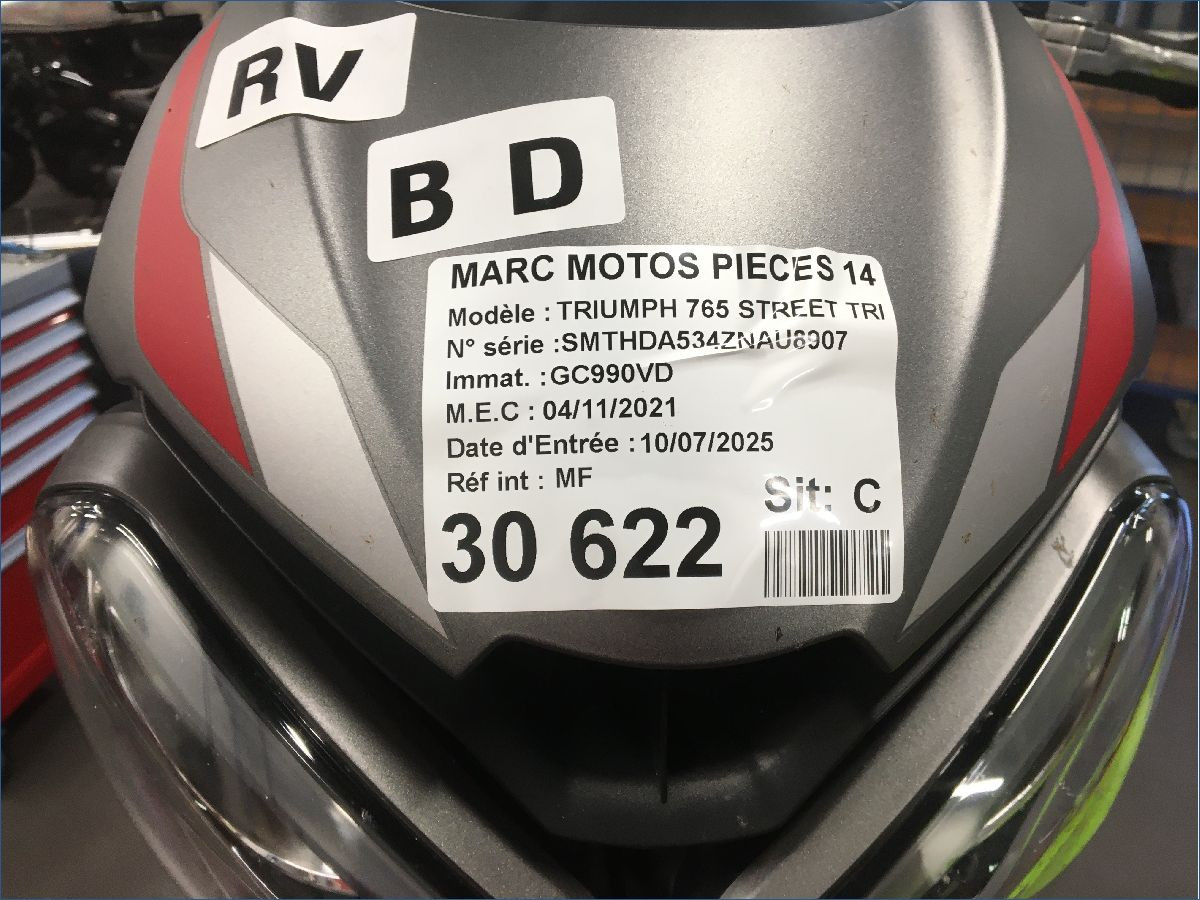 RV
B D
MARC MOTOS PIECES 14
Modèle : TRIUMPH 765 STREET TRI
N° série :SMTHDA534ZNAU8907
Immat. :GC990VD
M.E.C : 04/11/2021
Date d'Entrée :10/07/2025
Réf int : MF
Sit: C
30 622